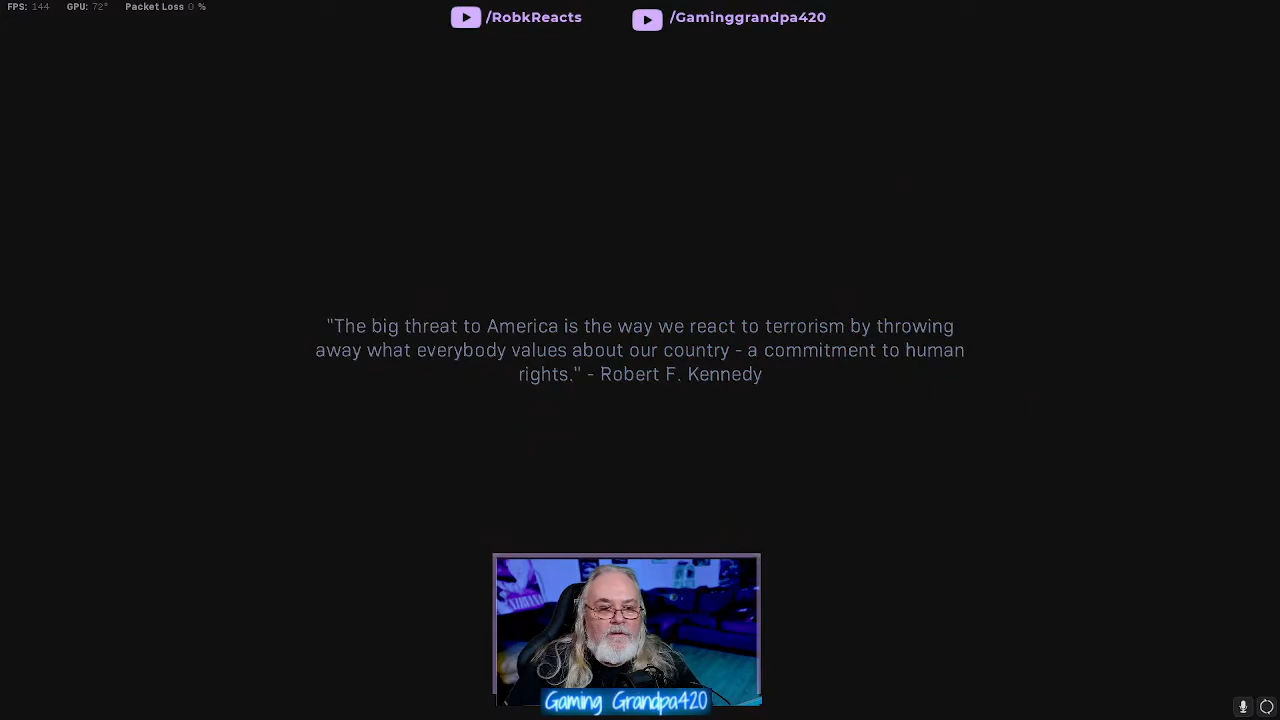 FPS: 144 GPU: 72° Packet Loss 0 %
/RobkReacts /Gaminggrandpa420
"The big threat to America is the way we react to terrorism by throwing
away what everybody values about our country - a commitment to human
rights." - Robert F. Kennedy
Gaming Grandpa420